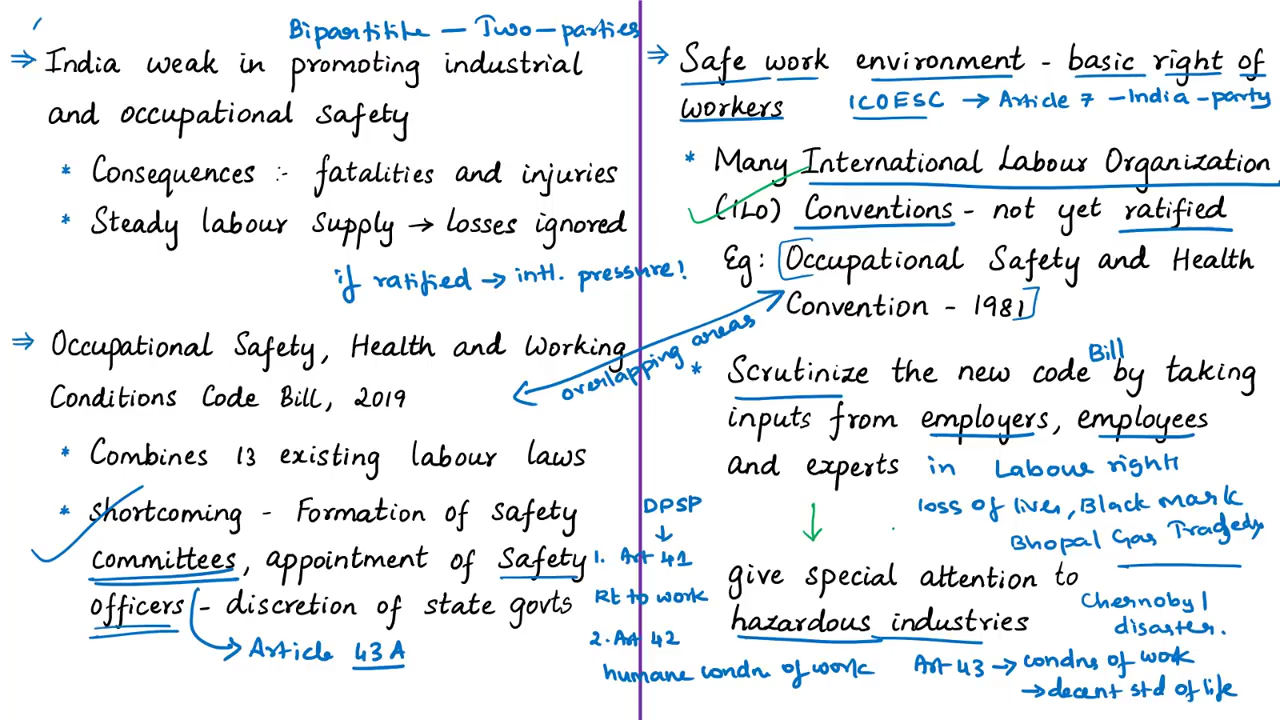 Bipartitite - Two-parties
⇒ India weak in promoting industrial
and occupational safety
* Consequences :- fatalities and injuries
* Steady labour supply → losses ignored
if ratified → intl. pressure!
⇒ Occupational Safety, Health and Working
Conditions Code Bill, 2019
* Combines 13 existing labour laws
* Shortcoming - Formation of safety
committees, appointment of Safety
officers - discretion of state govts
→ Article 43A
⇒ Safe work environment - basic right of
workers
ICOESC → Article 7 - India - party
* Many International Labour Organization
(ILO) Conventions - not yet ratified
Eg: [Occupational Safety and Health
Convention - 1981]
overlapping areas
Bill
* Scrutinize the new code by taking
inputs from employers, employees
and experts in Labour right
loss of lives, Black mark
Bhopal Gas Tragedy
↓
give special attention to
hazardous industries
Chernobyl
disaster.
DPSP
↓
1. Art 41
Rt to work
2. Art 42
humane condn of work
Art 43 → condns of work
→ decent std of life